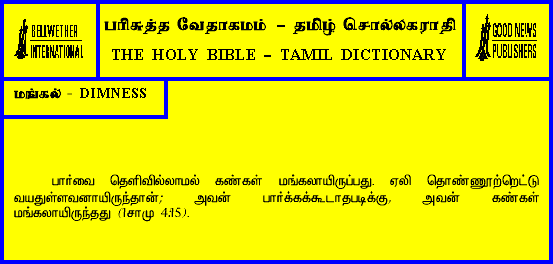 BELLWETHER
INTERNATIONAL
பரிசுத்த வேதாகமம் – தமிழ் சொல்லகராதி
THE HOLY BIBLE – TAMIL DICTIONARY
GOOD NEWS
PUBLISHERS
மங்கல் - DIMNESS
பார்வை தெளிவில்லாமல் கண்கள் மங்கலாயிருப்பது. ஏலி தொண்ணூற்றெட்டு
வயதுள்ளவனாயிருந்தான்; அவன் பார்க்கக்கூடாதபடிக்கு, அவன் கண்கள்
மங்கலாயிருந்தது (1சாமு 4:15).